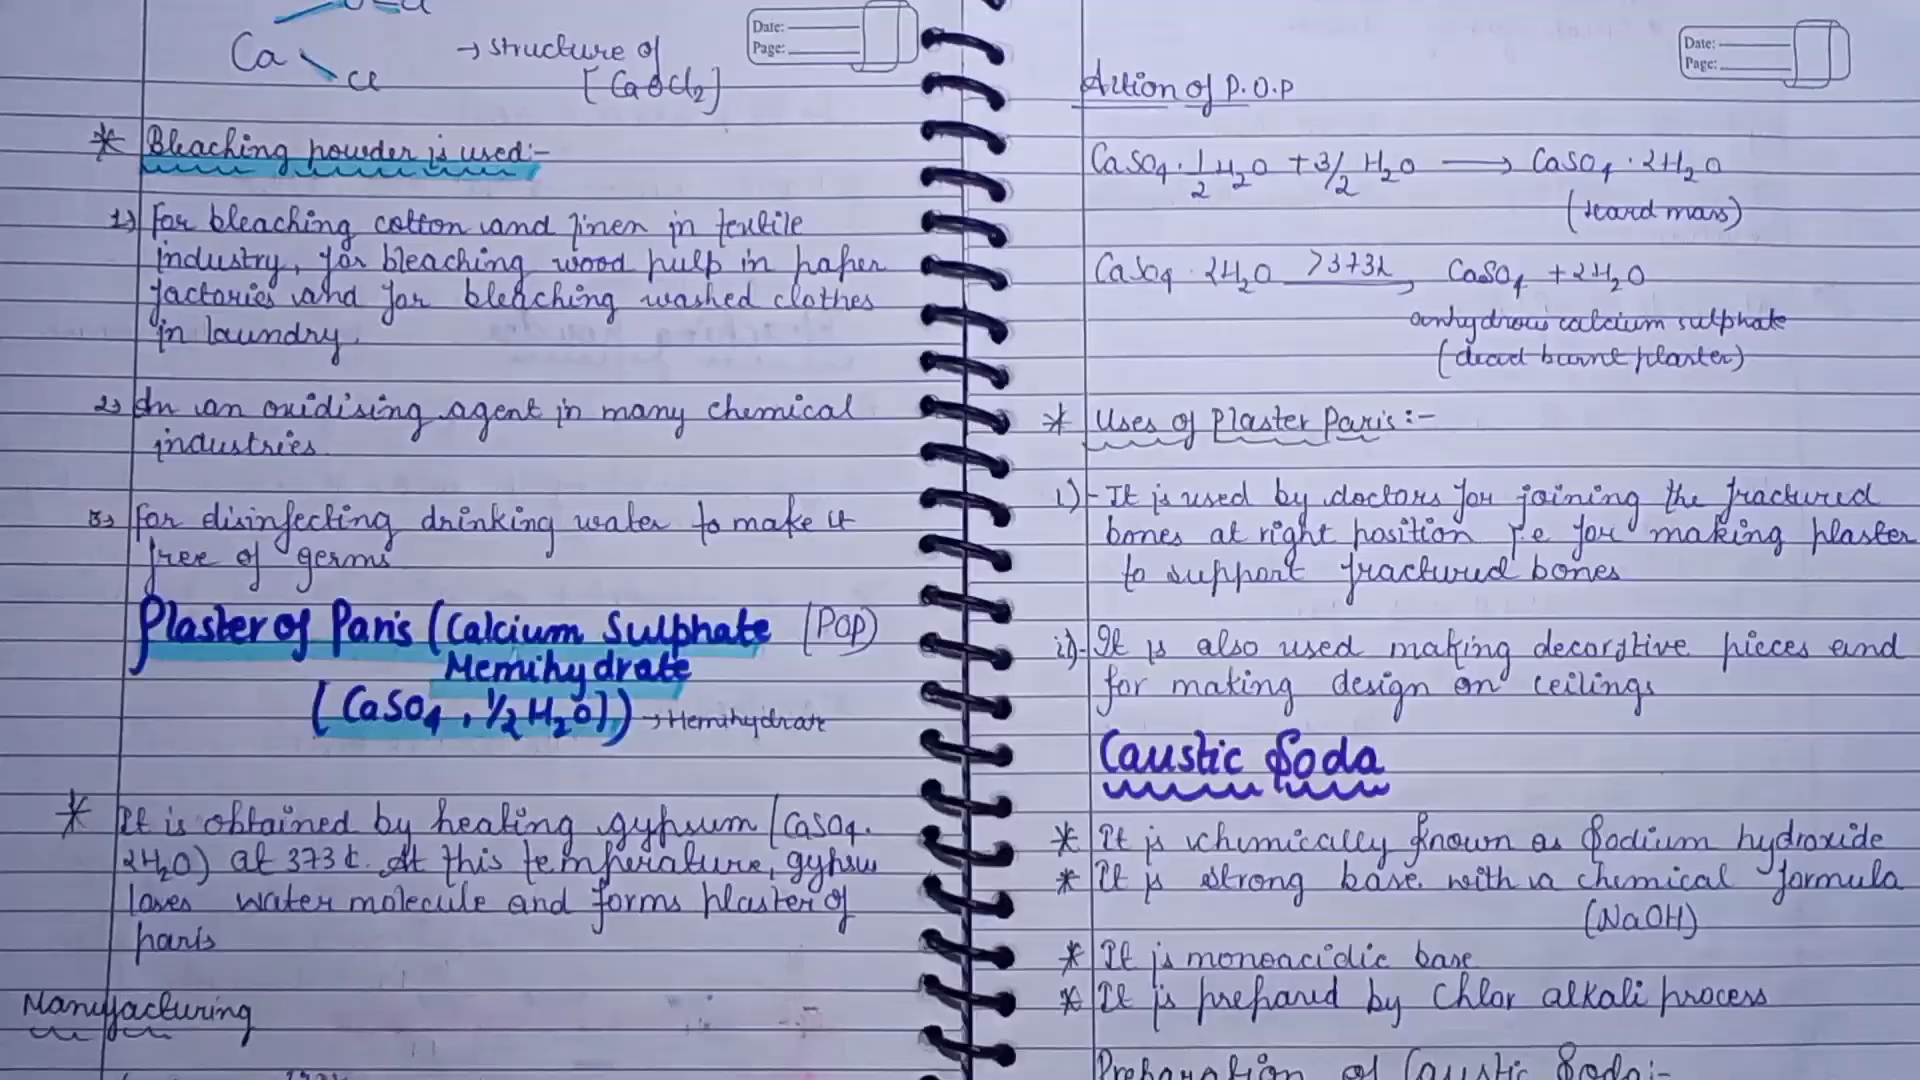 Ca
Cl
→ structure of
[CaOCl2]
Date:
Page:
* Bleaching powder is used:-
1) For bleaching cotton and linen in textile
industry, for bleaching wood pulp in paper
factories and for bleaching washed clothes
in laundry.
2) In an oxidising agent in many chemical
industries.
3) For disinfecting drinking water to make it
free of germs
Plaster of Paris (Calcium Sulphate (POP)
Hemihydrate
(CaSO4, 1/2 H2O)) → Hemihydrate
* It is obtained by heating gypsum (CaSO4.
2H2O) at 373 k. At this temperature, gypsu
loses water molecule and forms plaster of
paris
Manufacturing
Date:
Page:
Action of P.O.P
CaSO4 · 1/2 H2O + 3/2 H2O → CaSO4 · 2H2O
(Heard mass)
CaSO4 · 2H2O >373k → CaSO4 + 2H2O
anhydrous calcium sulphate
(dead burnt plaster)
* Uses of Plaster Paris:-
i)- It is used by doctors for joining the fractured
bones at right position i.e for making plaster
to support fractured bones
ii)- It is also used making decorative pieces and
for making design on ceilings
Caustic Soda
* It is chemically known as Sodium hydroxide
* It is strong base with a chemical formula
(NaOH)
* It is monoacidic base
* It is prepared by Chlor alkali process
Preparation of Caustic Soda:-